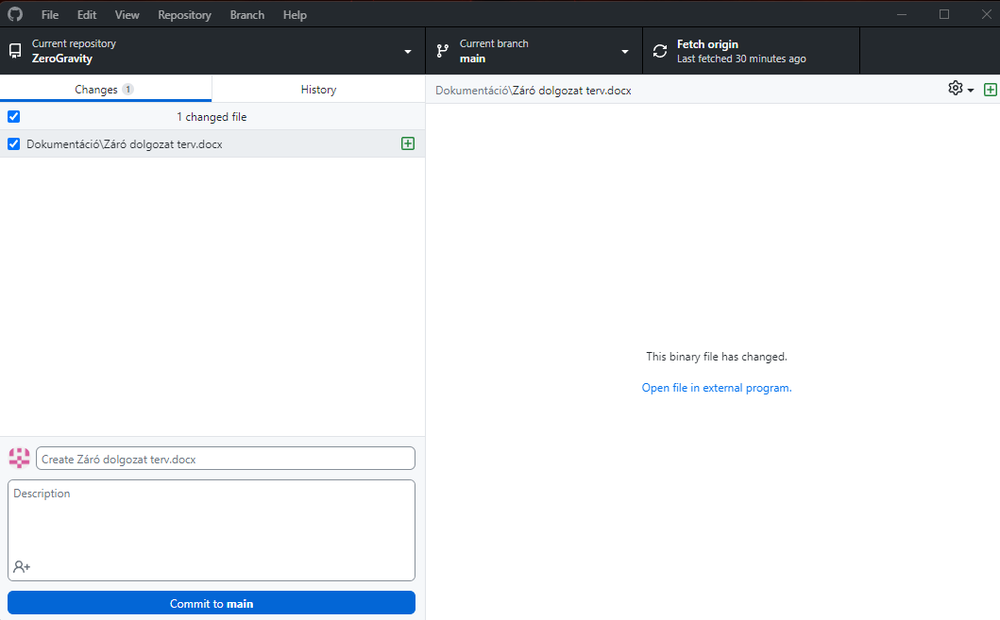 File Edit View Repository Branch Help
Current repository
ZeroGravity
Current branch
main
Fetch origin
Last fetched 30 minutes ago
Changes 1
History
1 changed file
Dokumentáció\Záró dolgozat terv.docx
Create Záró dolgozat terv.docx
Description
Commit to main
Dokumentáció\Záró dolgozat terv.docx
This binary file has changed.
Open file in external program.